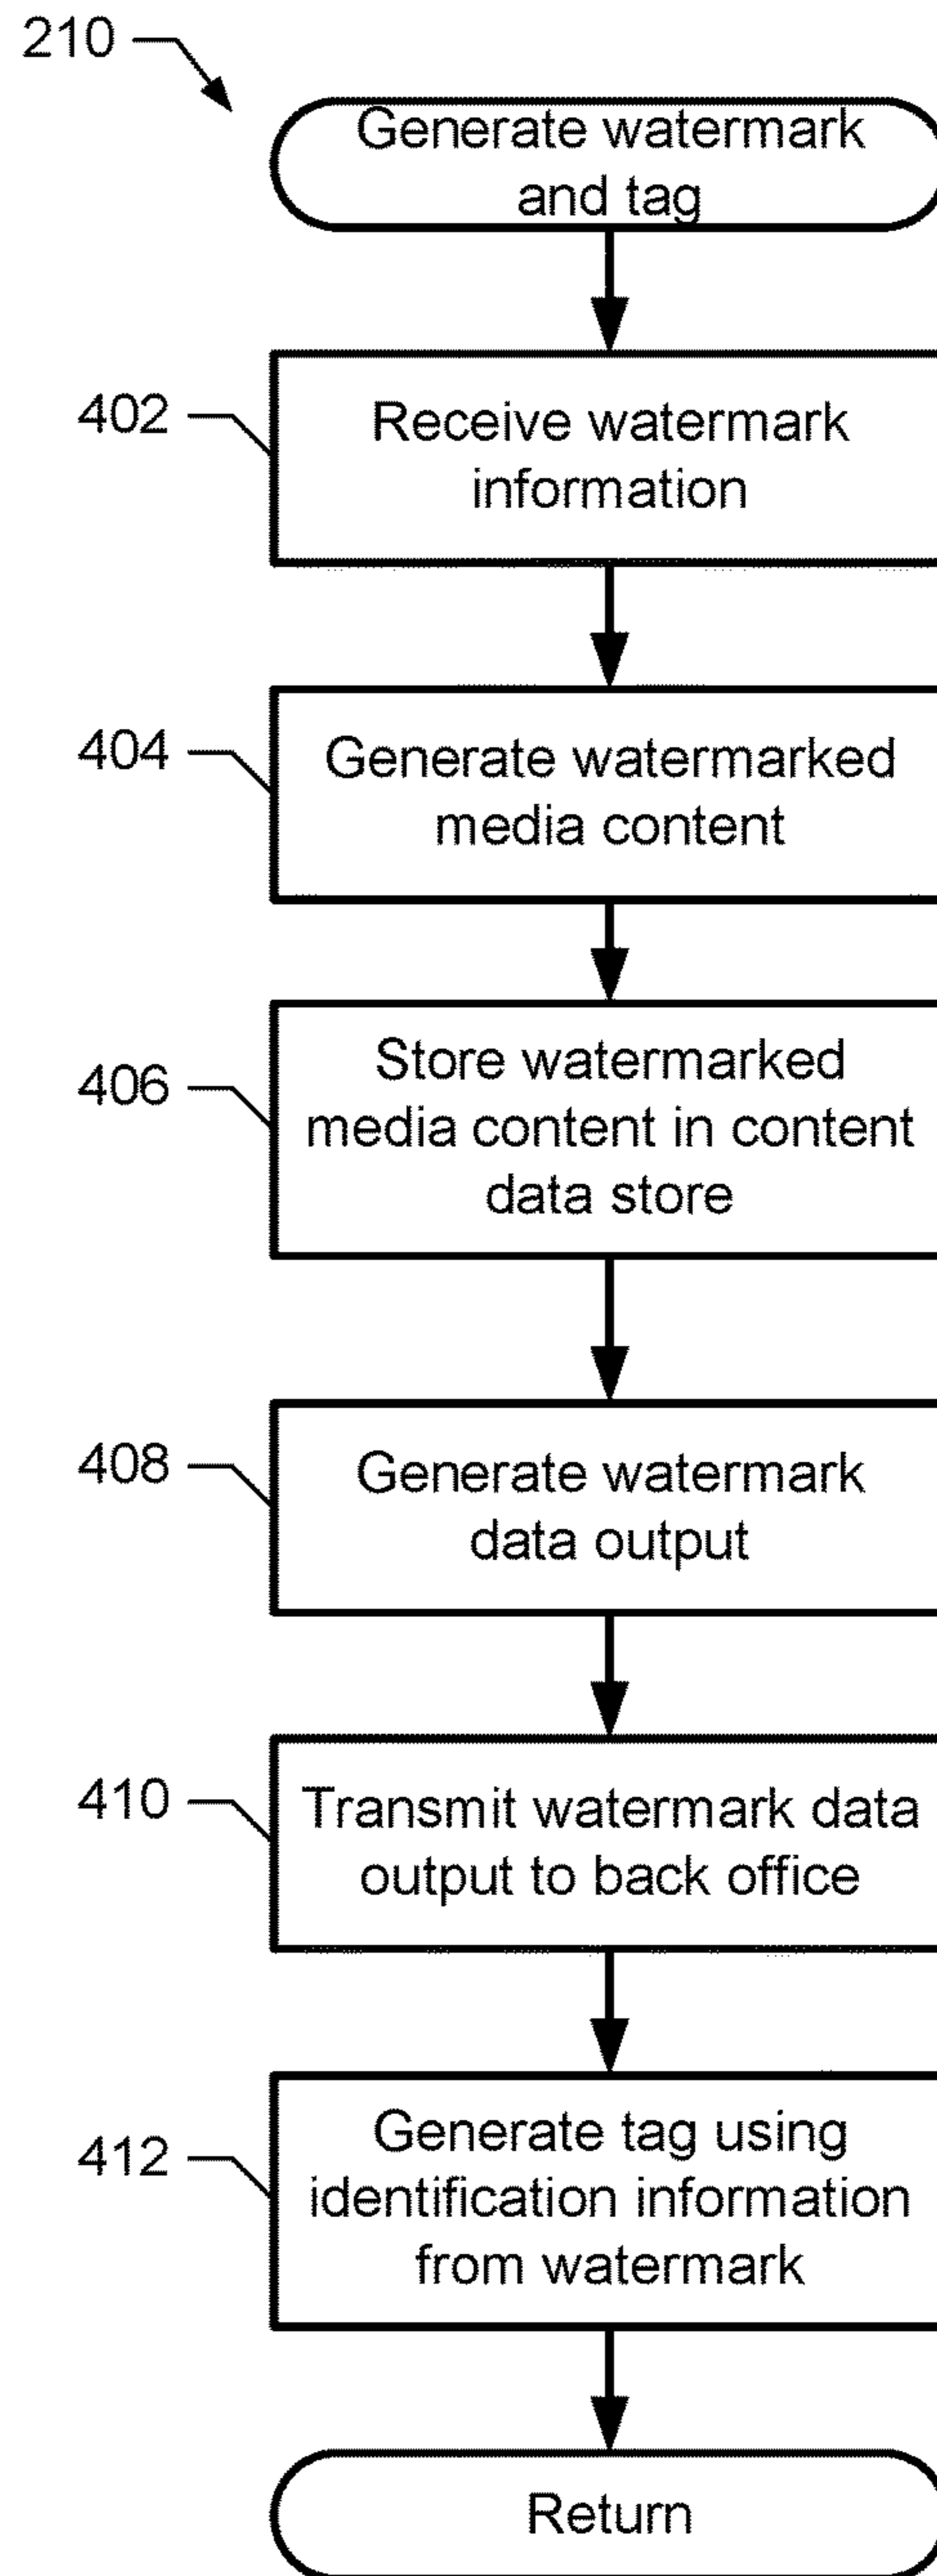 210
Generate watermark
and tag
402
Receive watermark
information
404
Generate watermarked
media content
406
Store watermarked
media content in content
data store
408
Generate watermark
data output
410
Transmit watermark data
output to back office
412
Generate tag using
identification information
from watermark
Return